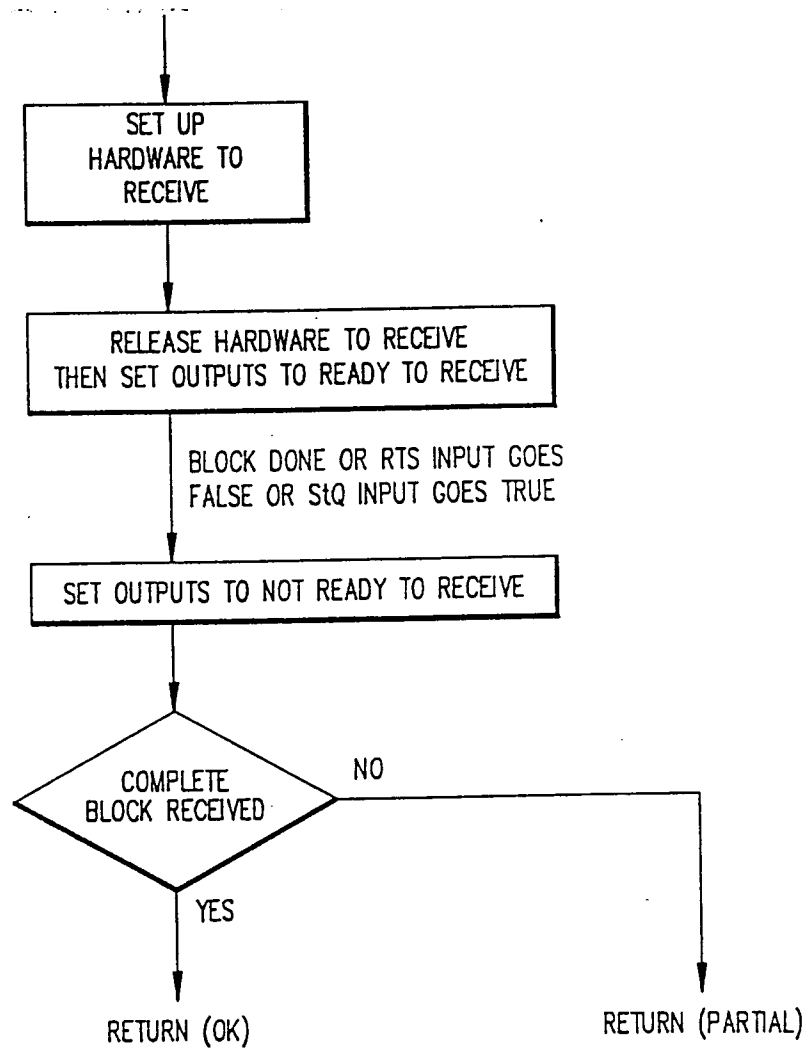 SET UP
HARDWARE TO
RECEIVE
RELEASE HARDWARE TO RECEIVE
THEN SET OUTPUTS TO READY TO RECEIVE
BLOCK DONE OR RTS INPUT GOES
FALSE OR StQ INPUT GOES TRUE
SET OUTPUTS TO NOT READY TO RECEIVE
COMPLETE
BLOCK RECEIVED
NO
YES
RETURN (OK)
RETURN (PARTIAL)